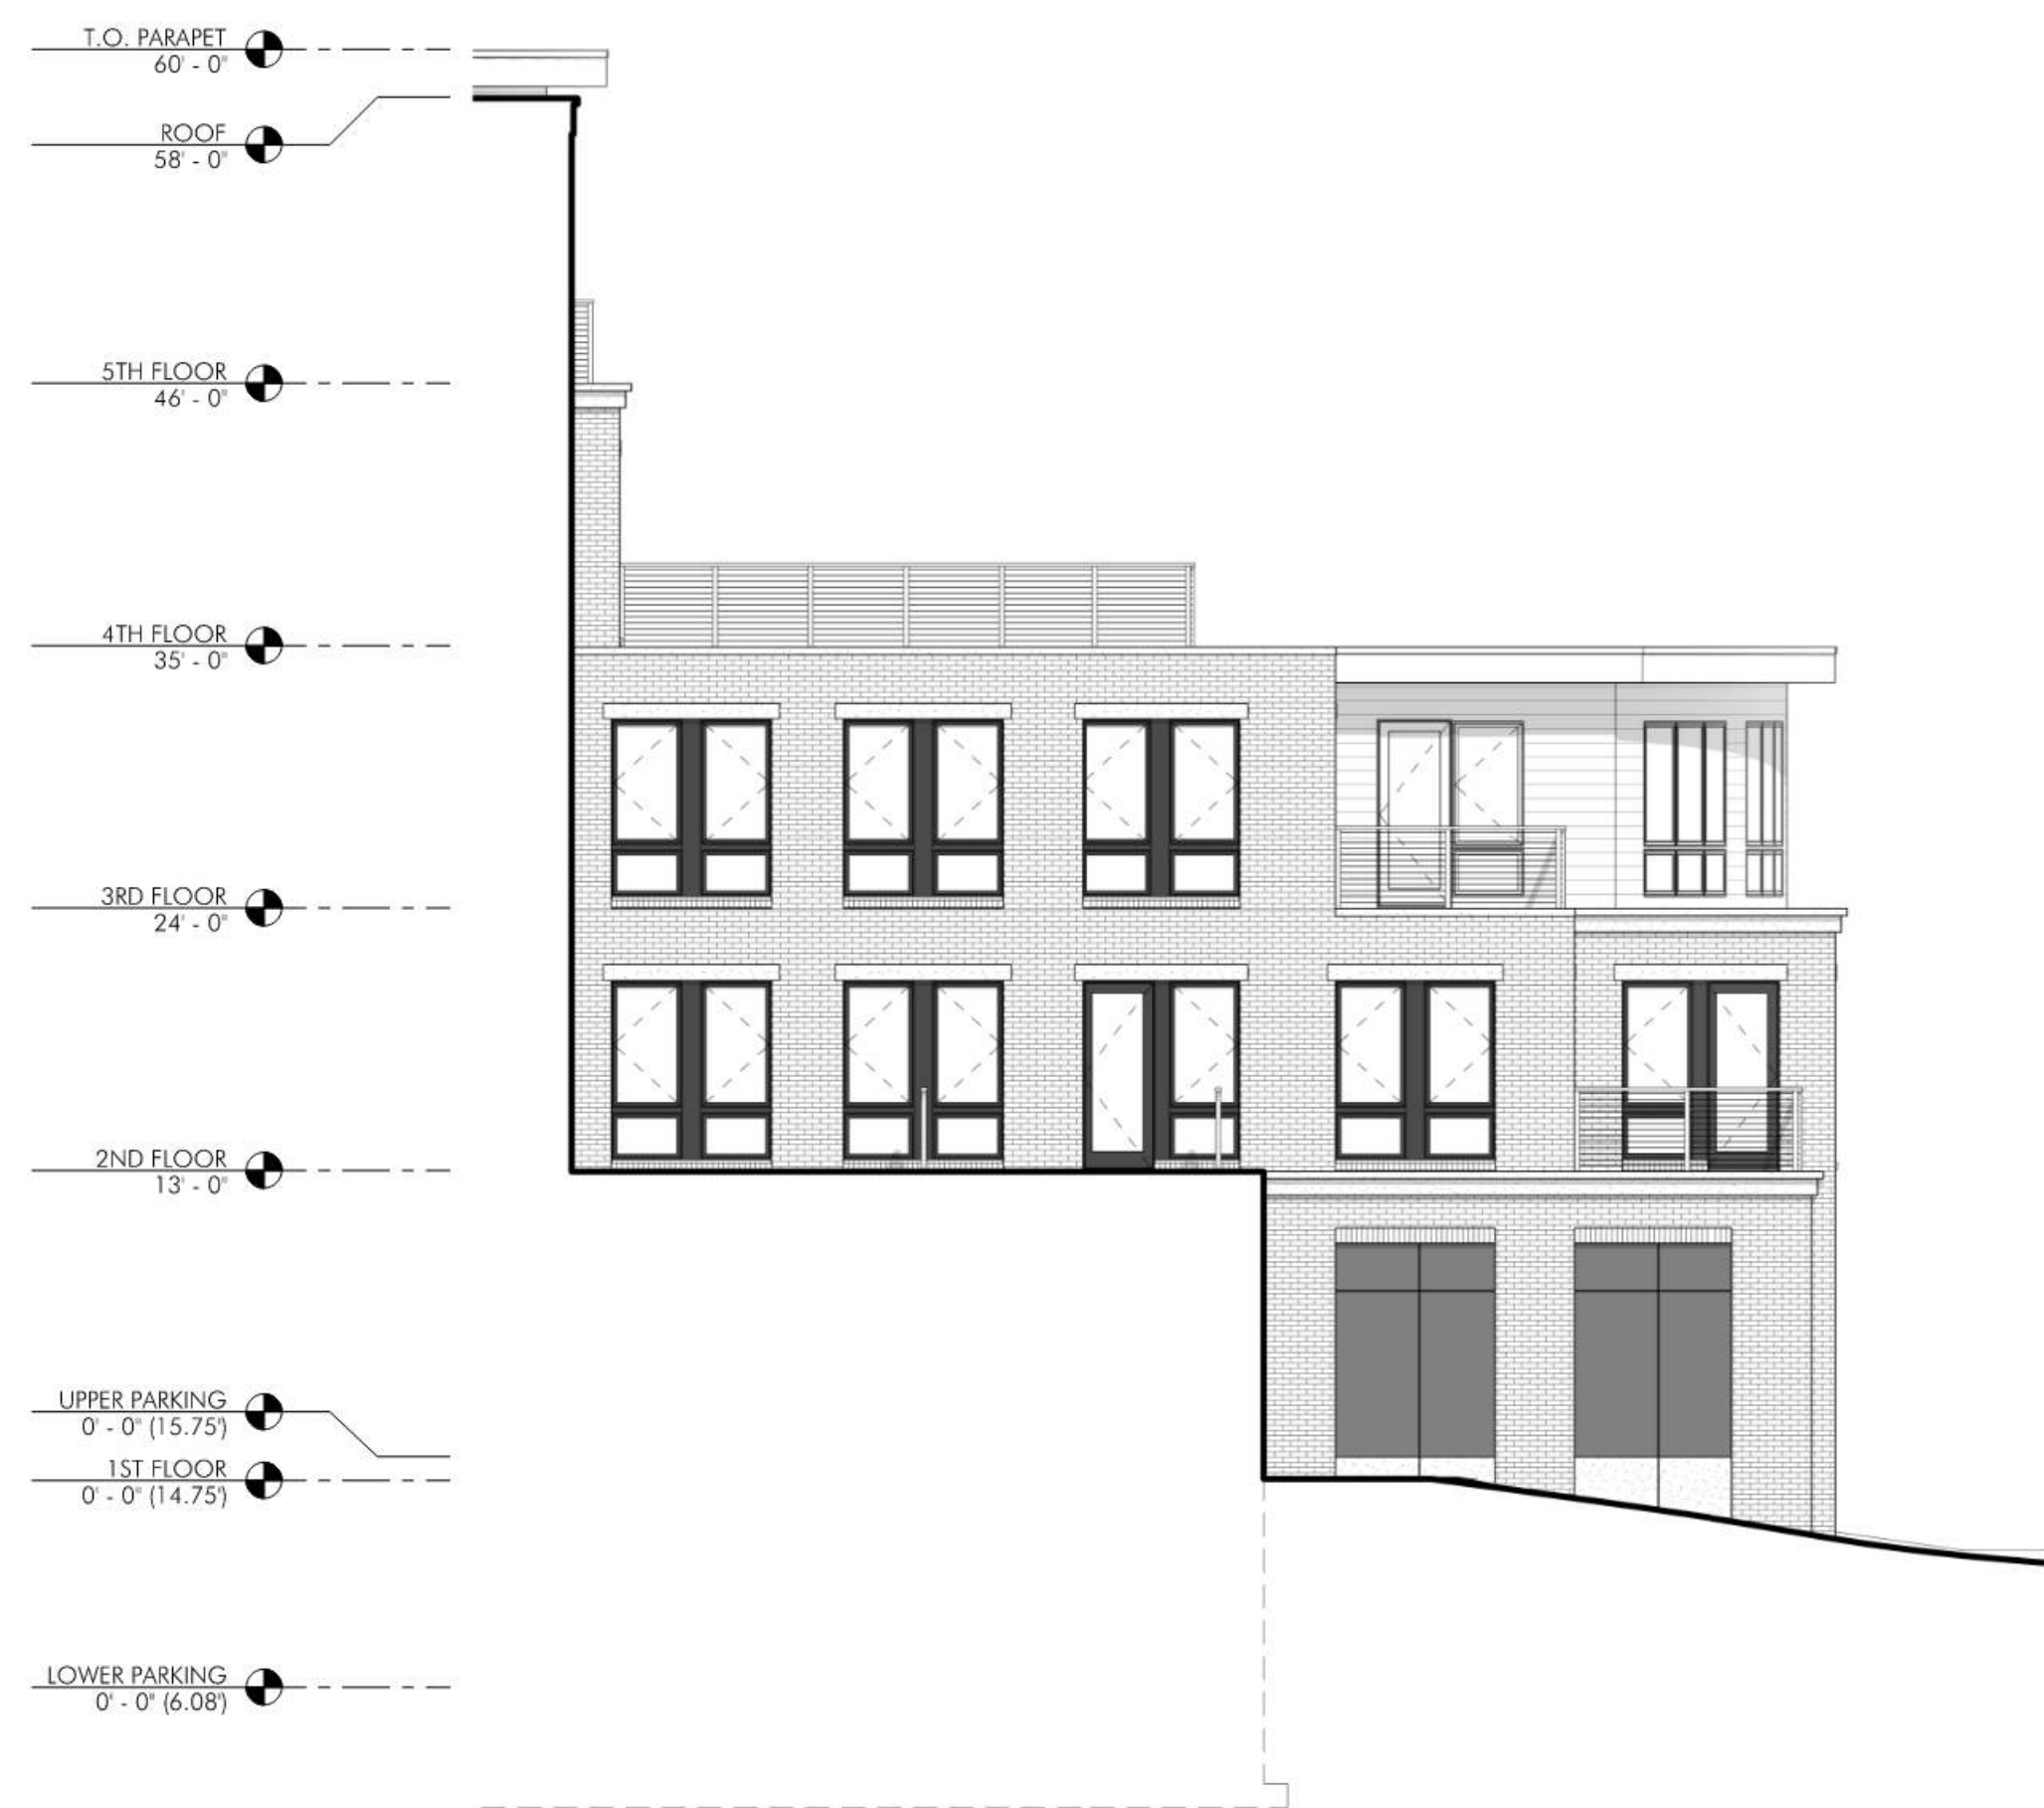 T.O. PARAPET
60' - 0"
ROOF
58' - 0"
5TH FLOOR
46' - 0"
4TH FLOOR
35' - 0"
3RD FLOOR
24' - 0"
2ND FLOOR
13' - 0"
UPPER PARKING
0' - 0" (15.75')
1ST FLOOR
0' - 0" (14.75')
LOWER PARKING
0' - 0" (6.08')